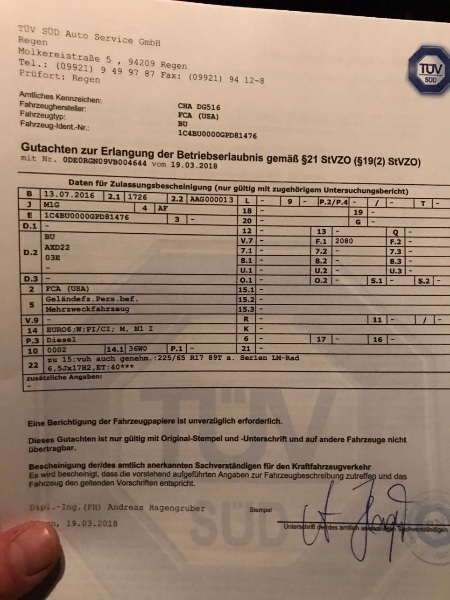 TÜV SÜD Auto Service GmbH
Regen
Molkereistraße 5 , 94209 Regen
Tel.: (09921) 9 49 97 87 Fax: (09921) 94 12-8
Prüfort: Regen
TÜV
SÜD
Amtliches Kennzeichen: CHA DG516
Fahrzeughersteller: FCA (USA)
Fahrzeugtyp: BU
Fahrzeug-Ident.-Nr.: 1C4BU0000GPD81476
Gutachten zur Erlangung der Betriebserlaubnis gemäß §21 StVZO (§19(2) StVZO)
mit Nr. 0DE0RGN09VB004644 vom 19.03.2018
Daten für Zulassungsbescheinigung (nur gültig mit zugehörigem Untersuchungsbericht)
B 13.07.2016 2.1 1726 2.2 AAG000013 L - 9 - P.2/P.4 - / - T -
J M1G 4 AF 18 - 19 -
E 1C4BU0000GPD81476 3 - 20 - G -
D.1 - 12 - 13 - Q -
D.2 BU V.7 - F.1 2080 F.2 -
AXD22 7.1 - 7.2 - 7.3 -
03E 8.1 - 8.2 - 8.3 -
- U.1 - U.2 - U.3 -
D.3 - O.1 - O.2 - S.1 - S.2 -
2 FCA (USA) 15.1 -
5 Geländefz.Pers.bef. 15.2 -
Mehrzweckfahrzeug 15.3 -
V.9 - R - 11 - / -
14 EURO6;W;PI/CI; M, N1 I K -
P.3 Diesel 6 - 17 - 16 -
10 0002 14.1 36W0 P.1 - 21 -
22 zu 15:vuh auch genehm.:225/65 R17 89T a. Serien LM-Rad
6,5Jx17H2,ET:40***
zusätzliche Angaben:
-
Eine Berichtigung der Fahrzeugpapiere ist unverzüglich erforderlich.
Dieses Gutachten ist nur gültig mit Original-Stempel und -Unterschrift und auf andere Fahrzeuge nicht
übertragbar.
Bescheinigung der/des amtlich anerkannten Sachverständigen für den Kraftfahrzeugverkehr
Es wird bescheinigt, dass die vorstehend aufgeführten Angaben zur Fahrzeugbeschreibung zutreffend und das
Fahrzeug den geltenden Vorschriften entspricht.
Dipl.-Ing.(FH) Andreas Hagengruber
Stempel
19.03.2018
Unterschrift der/des amtlich anerkannten Sachverständigen
TÜV
SÜD